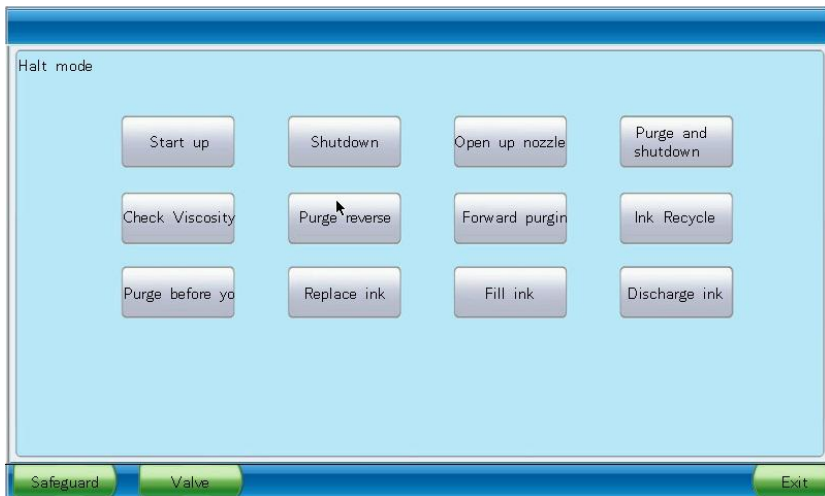 Halt mode
Start up
Shutdown
Open up nozzle
Purge and
shutdown
Check Viscosity
Purge reverse
Forward purgin
Ink Recycle
Purge before yo
Replace ink
Fill ink
Discharge ink
Safeguard
Valve
Exit